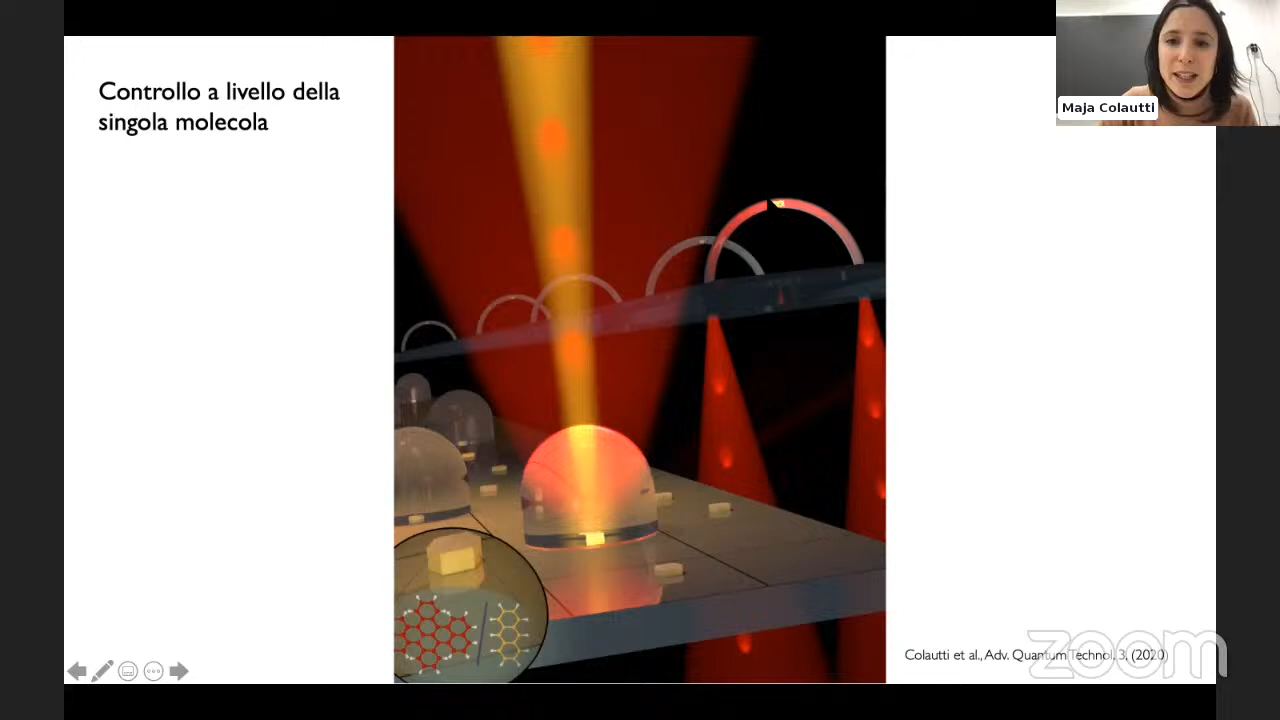 Controllo a livello della
singola molecola
Maja Colautti
Colautti et al., Adv. Quantum Technol. 3, (2020)
zoom